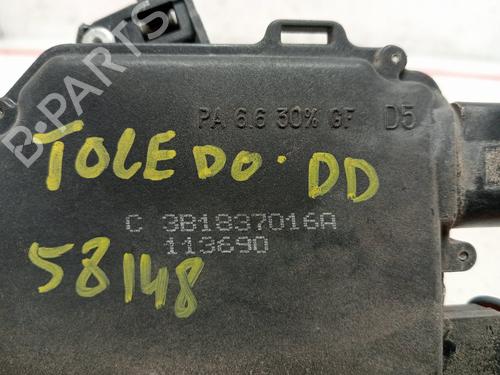 B-PARTS
PA 6.6 30% GF D5
TOLEDO. DD
C 3B1837016A
113690
58148